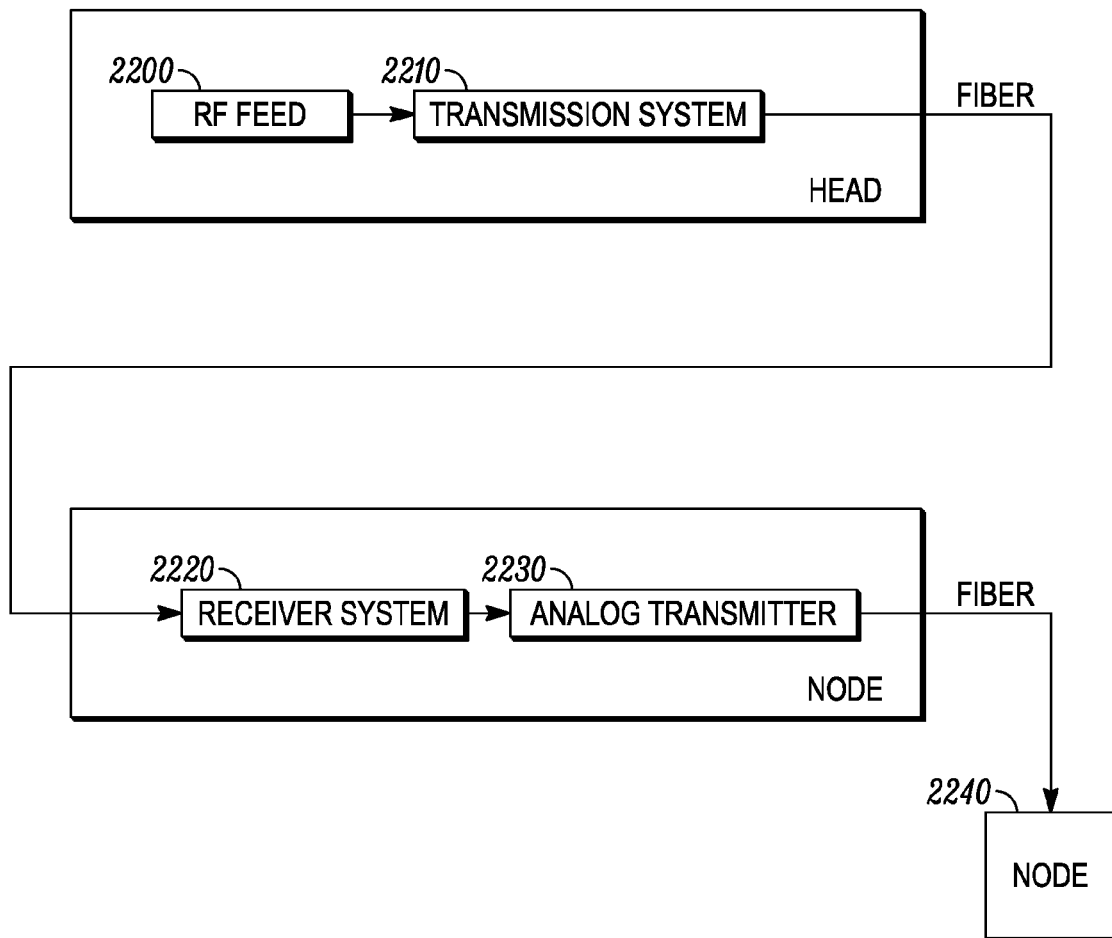 2200
2210
RF FEED
TRANSMISSION SYSTEM
FIBER
HEAD
2220
2230
RECEIVER SYSTEM
ANALOG TRANSMITTER
FIBER
NODE
2240
NODE